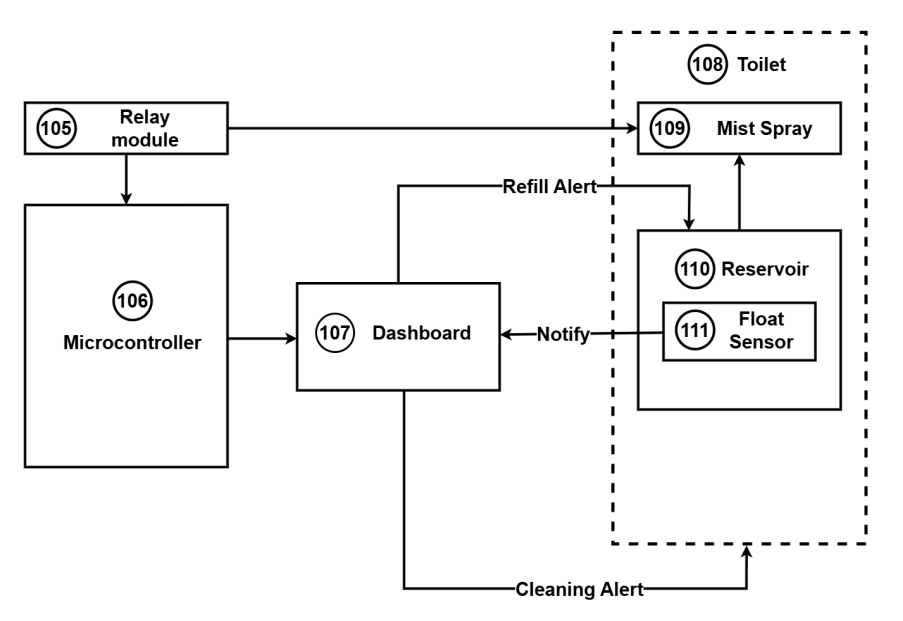 108 Toilet
105 Relay
module
109 Mist Spray
Refill Alert
110 Reservoir
106
Microcontroller
107 Dashboard
Notify
111 Float
Sensor
Cleaning Alert